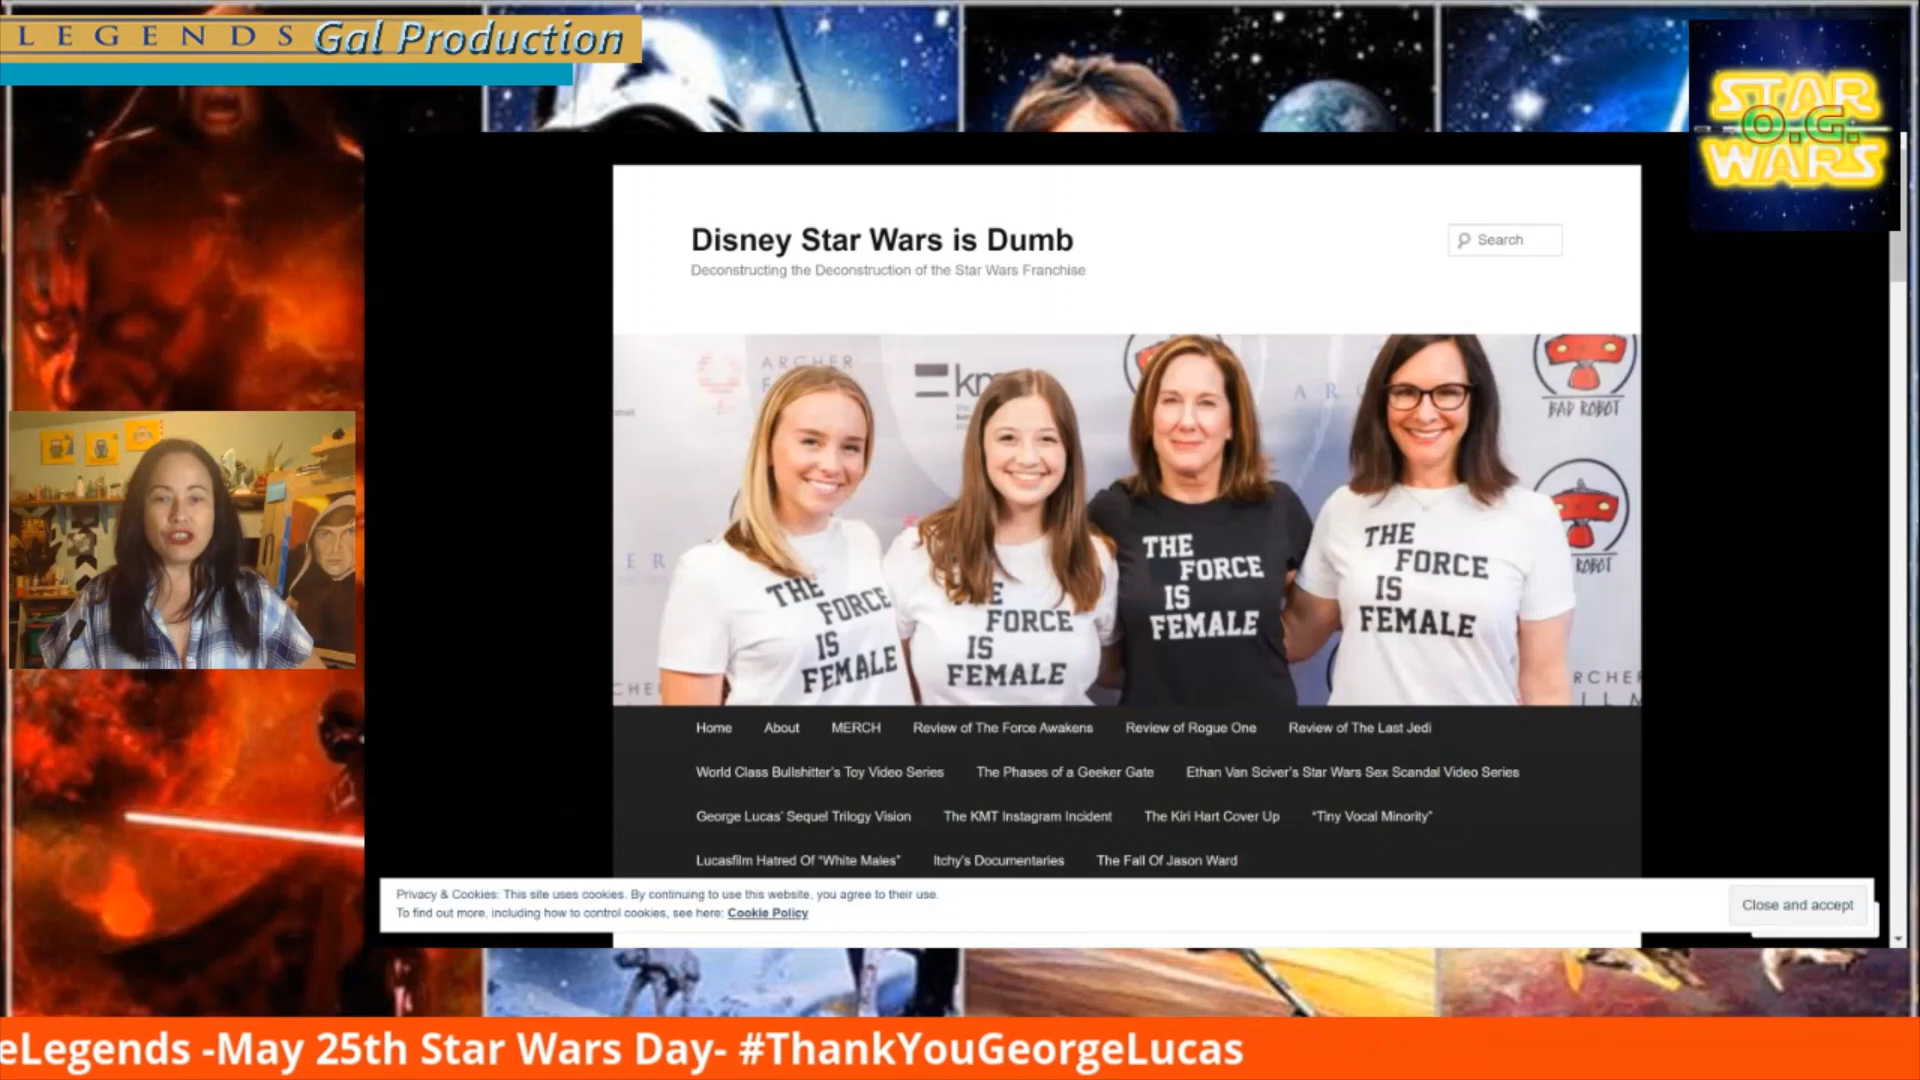 LEGENDS Gal Production
STAR
O.G.
WARS
Disney Star Wars is Dumb
Search
Deconstructing the Deconstruction of the Star Wars Franchise
ARCHER
BAD ROBOT
ROBOT
THE
FORCE
IS
FEMALE
THE
FORCE
IS
FEMALE
THE
FORCE
IS
FEMALE
THE
FORCE
IS
FEMALE
Home About MERCH Review of The Force Awakens Review of Rogue One Review of The Last Jedi
World Class Bullshitter's Toy Video Series The Phases of a Geeker Gate Ethan Van Sciver's Star Wars Sex Scandal Video Series
George Lucas' Sequel Trilogy Vision The KMT Instagram Incident The Kiri Hart Cover Up "Tiny Vocal Minority"
Lucasfilm Hatred Of "White Males" Itchy's Documentaries The Fall Of Jason Ward
Privacy & Cookies: This site uses cookies. By continuing to use this website, you agree to their use.
To find out more, including how to control cookies, see here: Cookie Policy
Close and accept
eLegends -May 25th Star Wars Day- #ThankYouGeorgeLucas